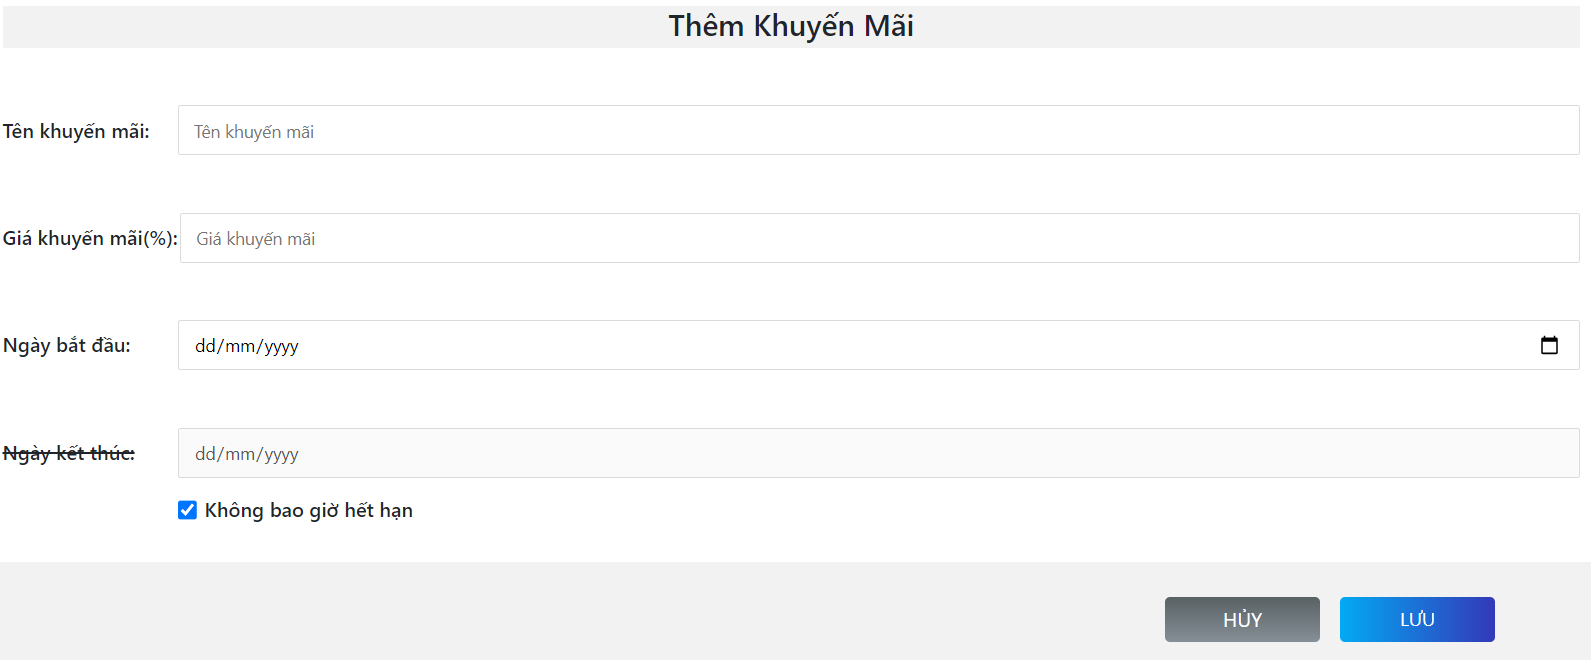 Thêm Khuyến Mãi
Tên khuyến mãi: Tên khuyến mãi
Giá khuyến mãi(%): Giá khuyến mãi
Ngày bắt đầu: dd/mm/yyyy
Ngày kết thúc: dd/mm/yyyy
Không bao giờ hết hạn
HỦY LƯU